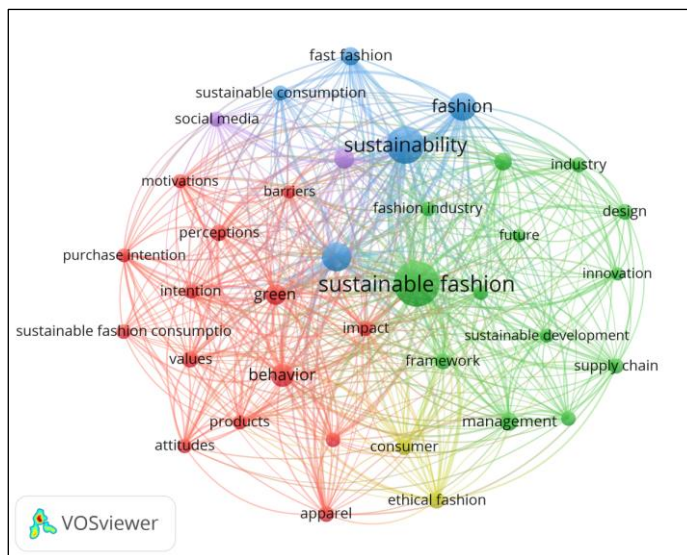 fast fashion
sustainable consumption
fashion
social media
sustainability
industry
motivations
barriers
fashion industry
design
perceptions
future
purchase intention
innovation
sustainable fashion
intention
green
sustainable fashion consumptio
impact
sustainable development
values
framework
supply chain
behavior
products
management
attitudes
consumer
ethical fashion
apparel
VOSviewer